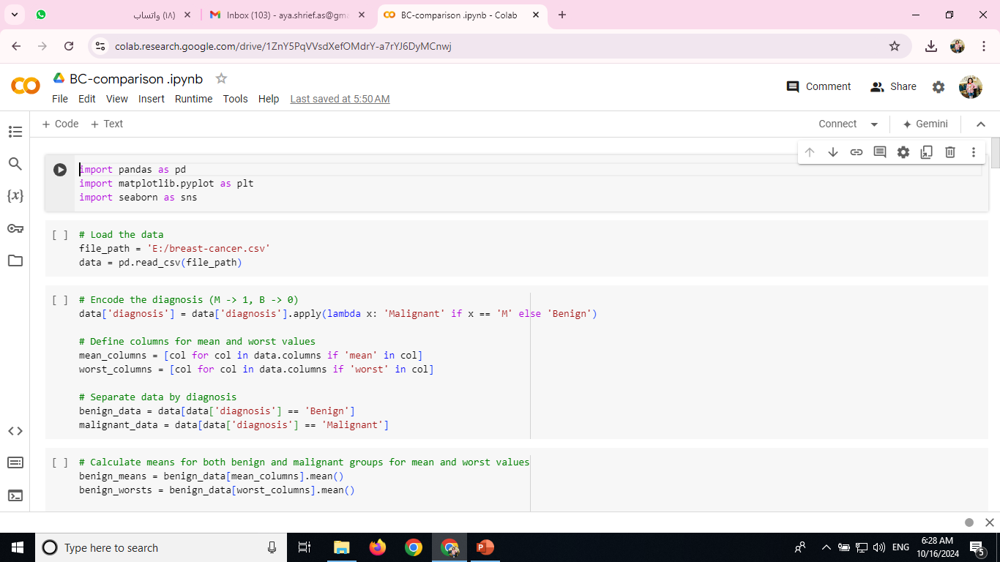 (١٨) واتساب
Inbox (103) - aya.shrief.as@gma
BC-comparison .ipynb - Colab
colab.research.google.com/drive/1ZnY5PqVVsdXefOMdrY-a7rYJ6DyMCnwj
BC-comparison .ipynb
Comment
Share
File Edit View Insert Runtime Tools Help Last saved at 5:50 AM
+ Code + Text
Connect
Gemini
import pandas as pd
import matplotlib.pyplot as plt
import seaborn as sns
{x}
[ ] # Load the data
file_path = 'E:/breast-cancer.csv'
data = pd.read_csv(file_path)
[ ] # Encode the diagnosis (M -> 1, B -> 0)
data['diagnosis'] = data['diagnosis'].apply(lambda x: 'Malignant' if x == 'M' else 'Benign')
# Define columns for mean and worst values
mean_columns = [col for col in data.columns if 'mean' in col]
worst_columns = [col for col in data.columns if 'worst' in col]
# Separate data by diagnosis
benign_data = data[data['diagnosis'] == 'Benign']
malignant_data = data[data['diagnosis'] == 'Malignant']
[ ] # Calculate means for both benign and malignant groups for mean and worst values
benign_means = benign_data[mean_columns].mean()
benign_worsts = benign_data[worst_columns].mean()
Type here to search
ENG
6:28 AM
10/16/2024
5